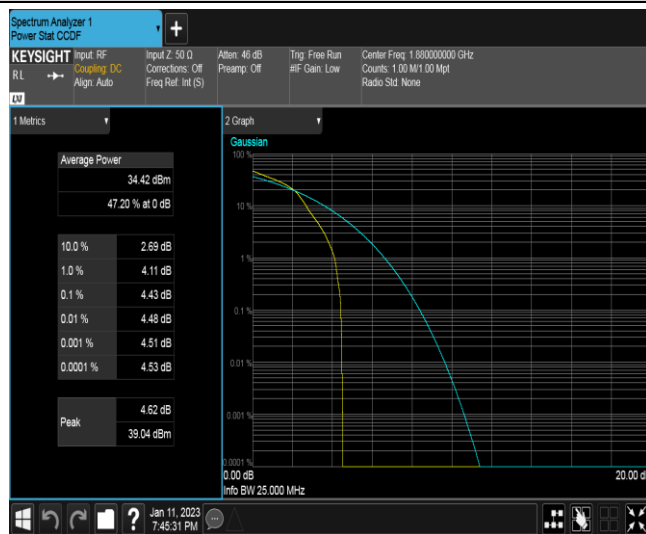 Spectrum Analyzer 1
Power Stat CCDF
+
KEYSIGHT
RL
LXI
Input: RF
Coupling: DC
Align: Auto
Input Z: 50 Ω
Corrections: Off
Freq Ref: Int (S)
Atten: 46 dB
Preamp: Off
Trig: Free Run
#IF Gain: Low
Center Freq: 1.880000000 GHz
Counts: 1.00 M/1.00 Mpt
Radio Std: None
1 Metrics
Average Power
34.42 dBm
47.20 % at 0 dB
10.0 % 2.69 dB
1.0 % 4.11 dB
0.1 % 4.43 dB
0.01 % 4.48 dB
0.001 % 4.51 dB
0.0001 % 4.53 dB
Peak 4.62 dB
39.04 dBm
2 Graph
Gaussian
100 %
10 %
1 %
0.1 %
0.01 %
0.001 %
0.0001 %
0.00 dB
20.00 d
Info BW 25.000 MHz
?
Jan 11, 2023
7:45:31 PM